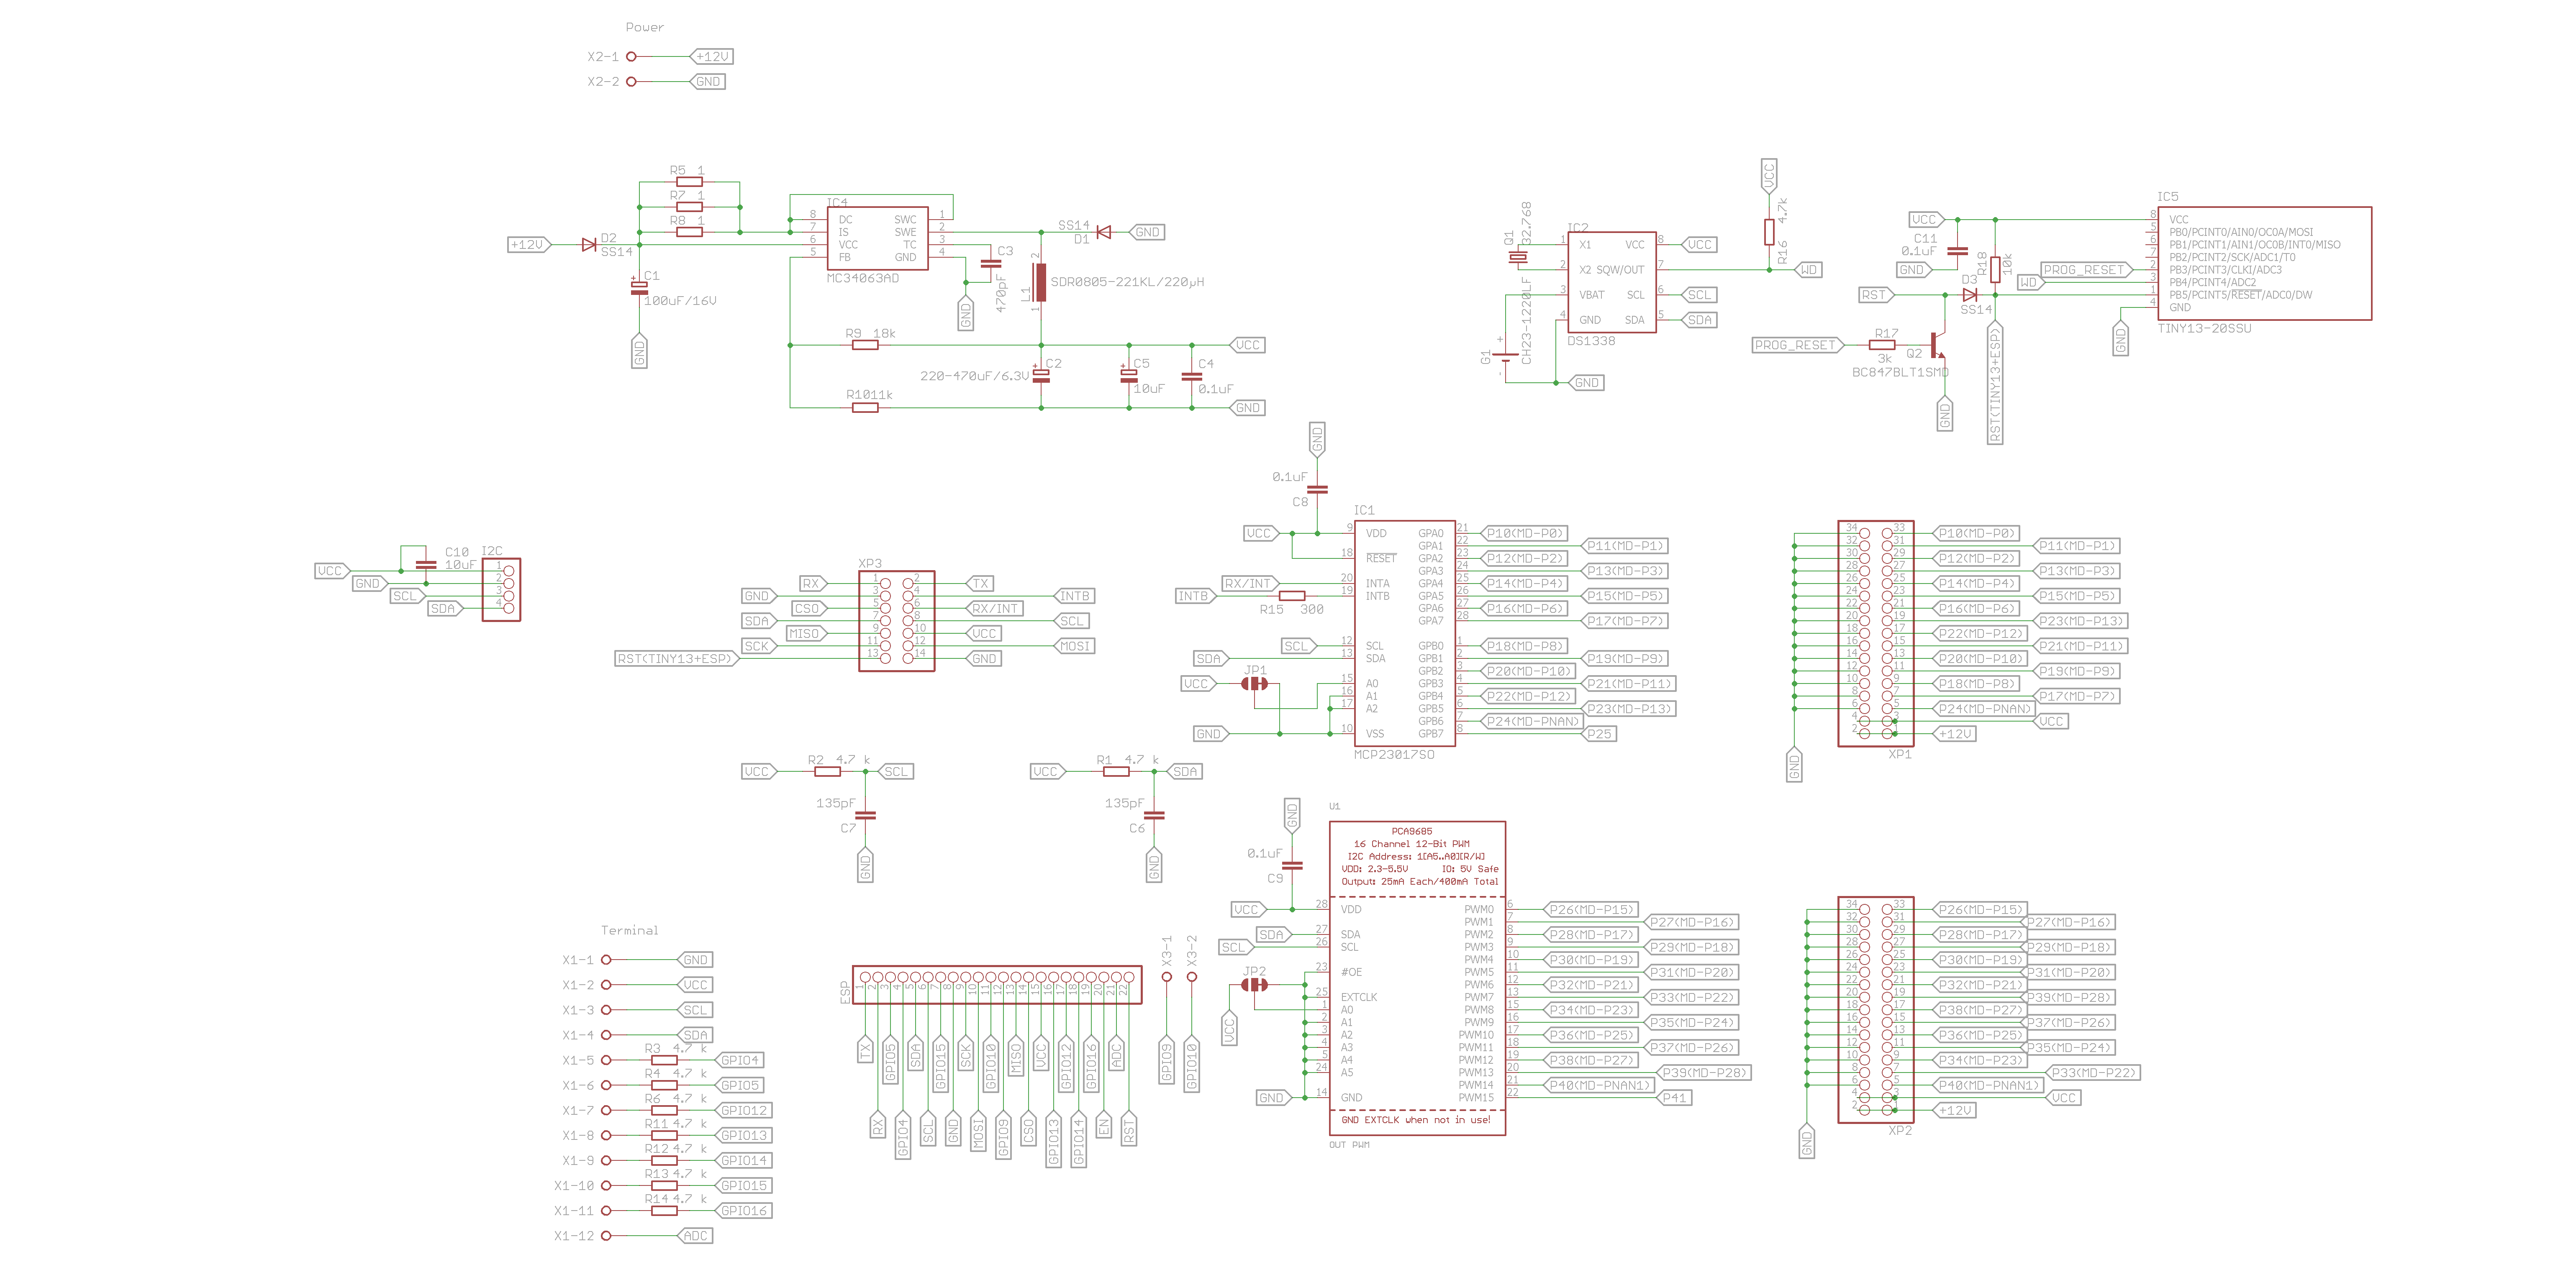 Power
X2-1 +12V
X2-2 GND
R5 1
R7 1
R8 1
+12V
D2
SS14
C1
100uF/16V
GND
IC4
8 DC SWC 1
7 IS SWE 2
6 VCC TC 3
5 FB GND 4
MC34063AD
C3
470pF
GND
SS14
D1
GND
2
L1
1
SDR0805-221KL/220µH
R9 18k
VCC
C2
220-470uF/6.3V
C5
10uF
C4
0.1uF
R10 11k
GND
Q1
32.768
IC2
1 X1 VCC 8 VCC
2 X2 SQW/OUT 7
3 VBAT SCL 6 SCL
4 GND SDA 5 SDA
DS1338
G1
CH23-1220LF
+
-
GND
VCC
R16
4.7k
WD
IC5
8 VCC
5 PB0/PCINT0/AIN0/OC0A/MOSI
6 PB1/PCINT1/AIN1/OC0B/INT0/MISO
7 PB2/PCINT2/SCK/ADC1/T0
2 PB3/PCINT3/CLKI/ADC3
3 PB4/PCINT4/ADC2
1 PB5/PCINT5/RESET/ADC0/DW
4 GND
TINY13-20SSU
VCC
C11
0.1uF
GND
R18
10k
PROG_RESET
WD
RST
D3
SS14
GND
PROG_RESET
R17
3k
Q2
BC847BLT1SMD
GND
RST(TINY13+ESP)
VCC
GND
SCL
SDA
C10
10uF
I2C
1
2
3
4
XP3
RX 1 2 TX
GND 3 4 INTB
CSO 5 6 RX/INT
SDA 7 8 SCL
MISO 9 10 VCC
SCK 11 12 MOSI
RST(TINY13+ESP) 13 14 GND
GND
0.1uF
C8
IC1
VCC 9 VDD GPA0 21 P10(MD-P0)
GPA1 22 P11(MD-P1)
18 RESET GPA2 23 P12(MD-P2)
GPA3 24 P13(MD-P3)
RX/INT 20 INTA GPA4 25 P14(MD-P4)
INTB R15 300 19 INTB GPA5 26 P15(MD-P5)
GPA6 27 P16(MD-P6)
GPA7 28 P17(MD-P7)
SCL 12 SCL GPB0 1 P18(MD-P8)
SDA 13 SDA GPB1 2 P19(MD-P9)
JP1 GPB2 3 P20(MD-P10)
VCC 15 A0 GPB3 4 P21(MD-P11)
16 A1 GPB4 5 P22(MD-P12)
17 A2 GPB5 6 P23(MD-P13)
GPB6 7 P24(MD-PNAN)
GND 10 VSS GPB7 8 P25
MCP23017SO
34 33 P10(MD-P0)
32 31 P11(MD-P1)
30 29 P12(MD-P2)
28 27 P13(MD-P3)
26 25 P14(MD-P4)
24 23 P15(MD-P5)
22 21 P16(MD-P6)
20 19 P23(MD-P13)
18 17 P22(MD-P12)
16 15 P21(MD-P11)
14 13 P20(MD-P10)
12 11 P19(MD-P9)
10 9 P18(MD-P8)
8 7 P17(MD-P7)
6 5 P24(MD-PNAN)
4 3 VCC
2 1 +12V
XP1
GND
VCC R2 4.7 k SCL
135pF
C7
GND
VCC R1 4.7 k SDA
135pF
C6
GND
GND
0.1uF
C9
U1
PCA9685
16 Channel 12-Bit PWM
I2C Address: 1[A5..A0][R/W]
VDD: 2.3-5.5V IO: 5V Safe
Output: 25mA Each/400mA Total
VCC 28 VDD PWM0 6 P26(MD-P15)
PWM1 7 P27(MD-P16)
SDA 27 SDA PWM2 8 P28(MD-P17)
SCL 26 SCL PWM3 9 P29(MD-P18)
PWM4 10 P30(MD-P19)
JP2 23 #OE PWM5 11 P31(MD-P20)
PWM6 12 P32(MD-P21)
25 EXTCLK PWM7 13 P33(MD-P22)
VCC 1 A0 PWM8 15 P34(MD-P23)
2 A1 PWM9 16 P35(MD-P24)
3 A2 PWM10 17 P36(MD-P25)
4 A3 PWM11 18 P37(MD-P26)
5 A4 PWM12 19 P38(MD-P27)
24 A5 PWM13 20 P39(MD-P28)
PWM14 21 P40(MD-PNAN1)
GND 14 GND PWM15 22 P41
GND EXTCLK when not in use!
OUT PWM
34 33 P26(MD-P15)
32 31 P27(MD-P16)
30 29 P28(MD-P17)
28 27 P29(MD-P18)
26 25 P30(MD-P19)
24 23 P31(MD-P20)
22 21 P32(MD-P21)
20 19 P39(MD-P28)
18 17 P38(MD-P27)
16 15 P37(MD-P26)
14 13 P36(MD-P25)
12 11 P35(MD-P24)
10 9 P34(MD-P23)
8 7 P33(MD-P22)
6 5 P40(MD-PNAN1)
4 3 VCC
2 1 +12V
XP2
GND
Terminal
X1-1 GND
X1-2 VCC
X1-3 SCL
X1-4 SDA
X1-5 R3 4.7 k GPIO4
X1-6 R4 4.7 k GPIO5
X1-7 R6 4.7 k GPIO12
X1-8 R11 4.7 k GPIO13
X1-9 R12 4.7 k GPIO14
X1-10 R13 4.7 k GPIO15
X1-11 R14 4.7 k GPIO16
X1-12 ADC
ESP
1 2 3 4 5 6 7 8 9 10 11 12 13 14 15 16 17 18 19 20 21 22
TX GPIO5 SDA GPIO15 SCK GPIO10 MISO VCC GPIO12 GPIO16 ADC
RX GPIO4 SCL GND MOSI GPIO9 CSO GPIO13 GPIO14 EN RST
X3-1 X3-2
GPIO9 GPIO10